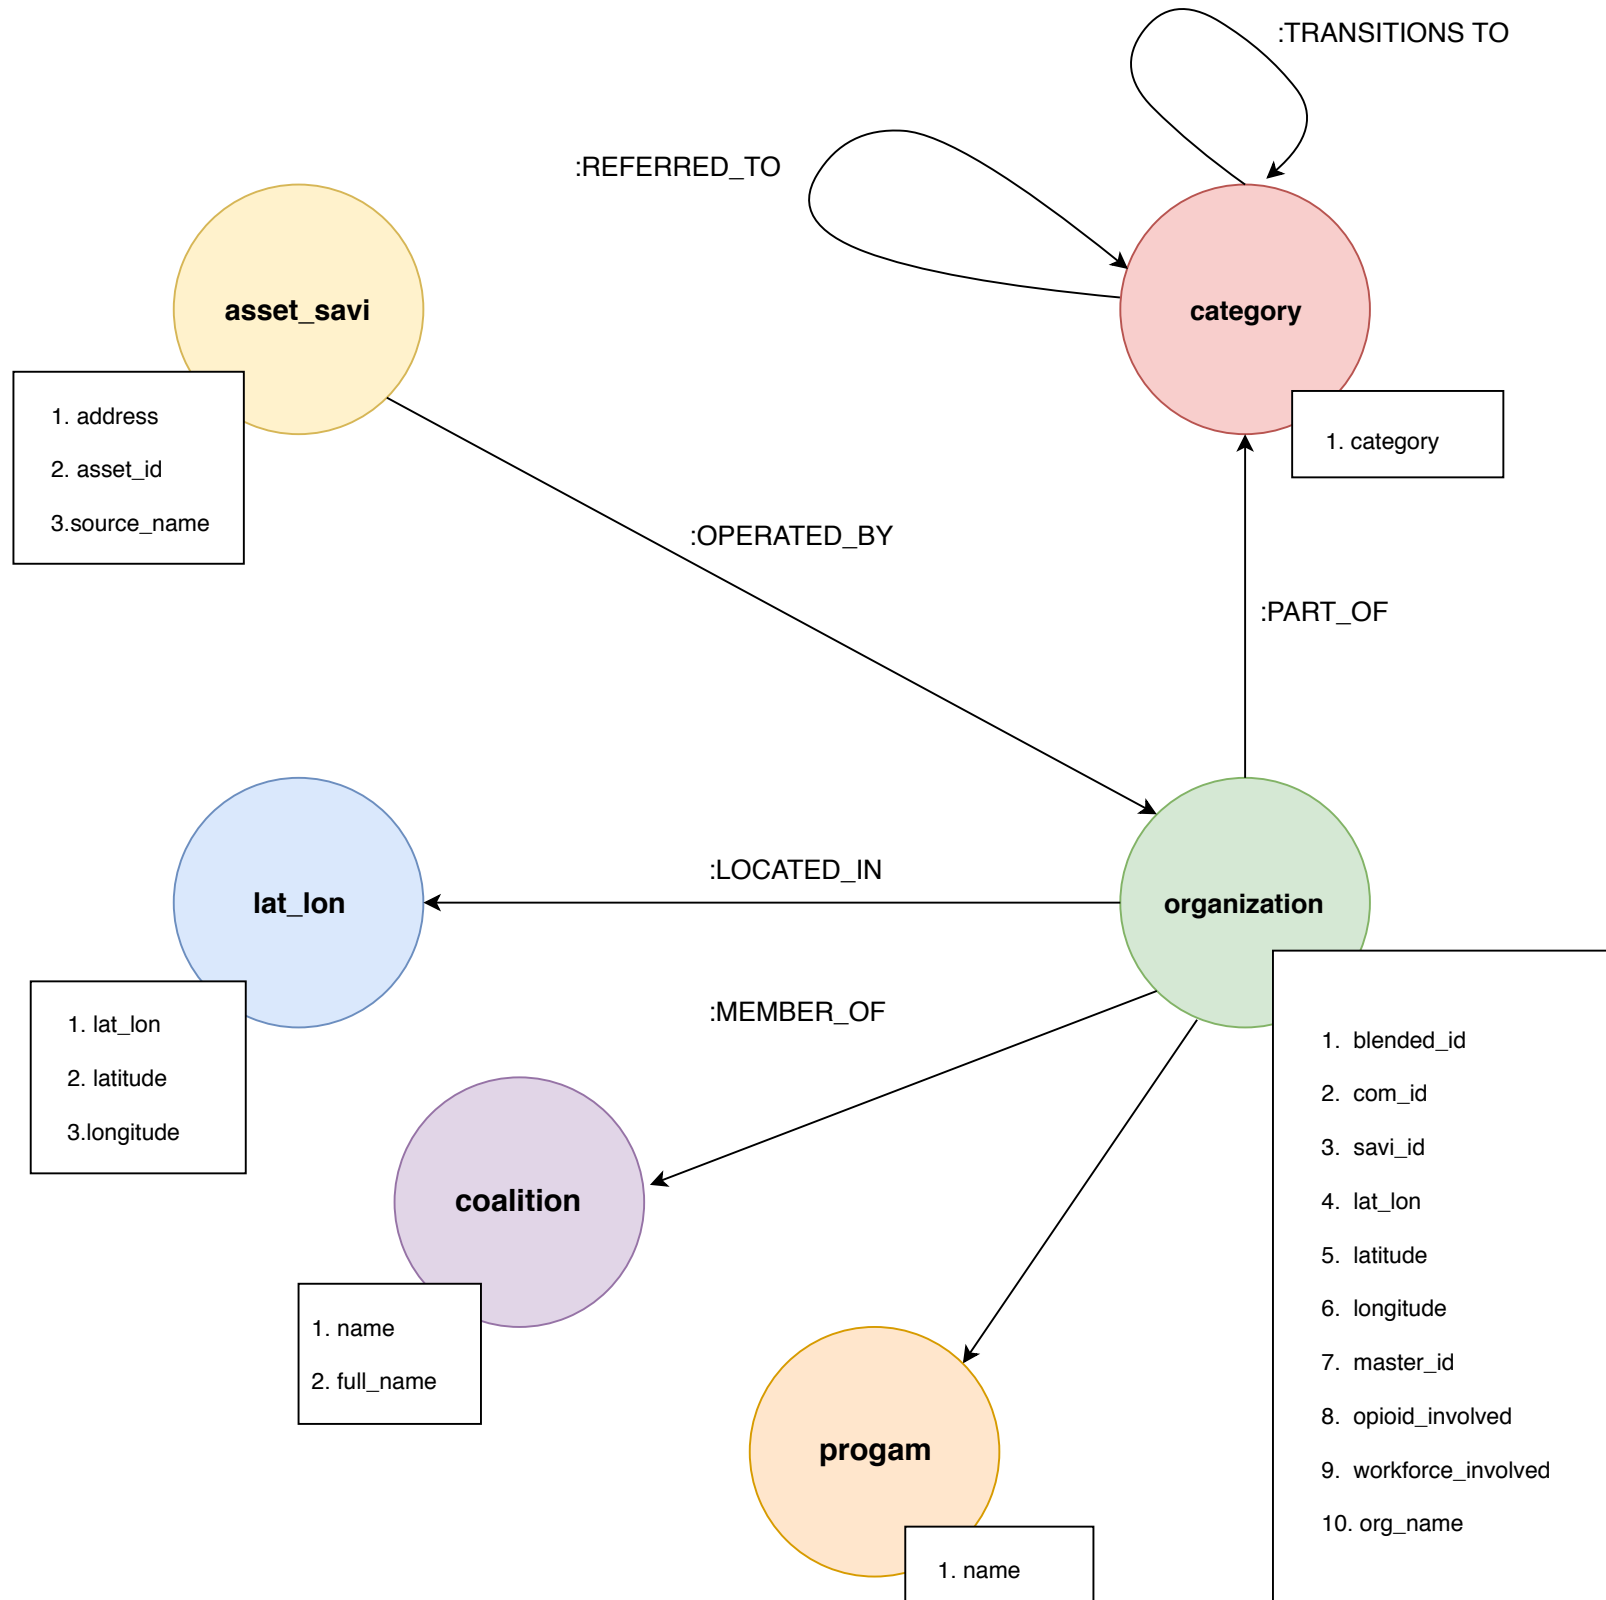 :TRANSITIONS TO
:REFERRED_TO
asset_savi
category
1. address
2. asset_id
3.source_name
1. category
:OPERATED_BY
:PART_OF
:LOCATED_IN
lat_lon
organization
:MEMBER_OF
1. lat_lon
2. latitude
3.longitude
1. blended_id
2. com_id
3. savi_id
4. lat_lon
5. latitude
6. longitude
7. master_id
8. opioid_involved
9. workforce_involved
10. org_name
coalition
1. name
2. full_name
progam
1. name